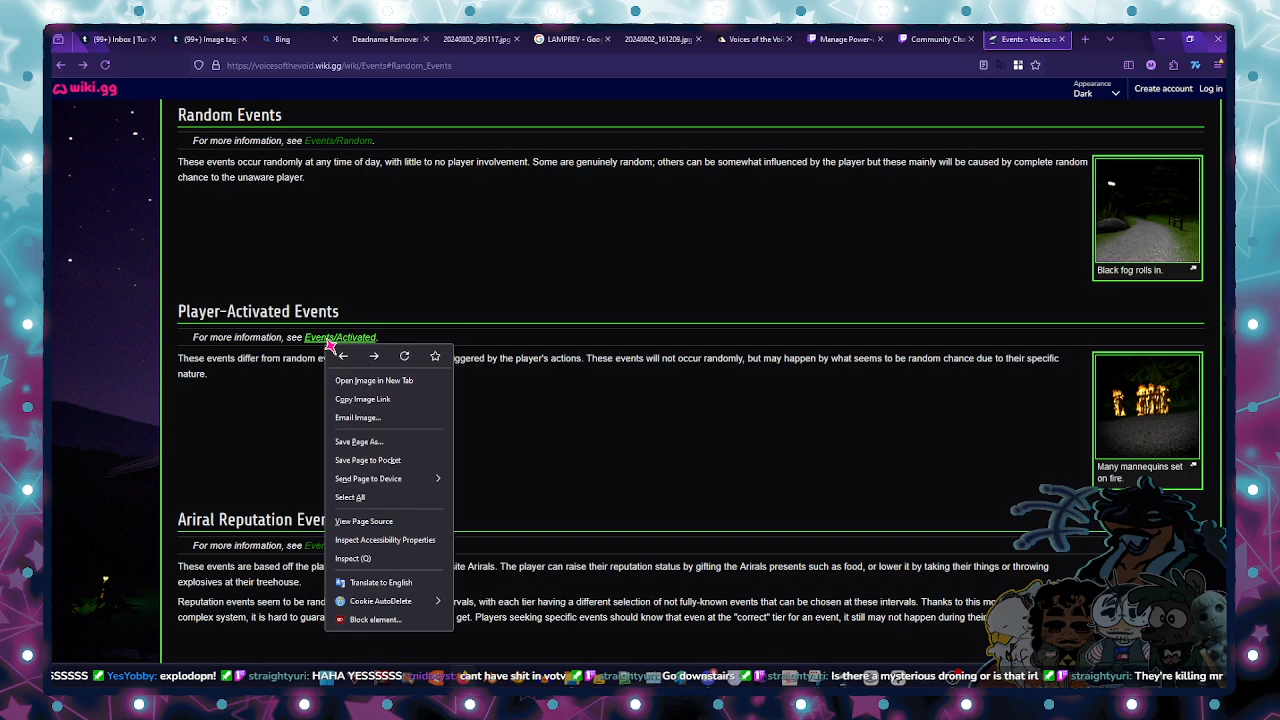 (99+) Inbox | Tur
(99+) Image tag
Bing
Deadname Remover
20240802_095117.jpg
LAMPREY - Goo
20240802_161209.jpg
Voices of the Voi
Manage Power-
Community Cha
Events - Voices o
https://voicesofthevoid.wiki.gg/wiki/Events#Random_Events
wiki.gg
Appearance
Dark
Create account
Log in
Random Events
For more information, see Events/Random.
These events occur randomly at any time of day, with little to no player involvement. Some are genuinely random; others can be somewhat influenced by the player but these mainly will be caused by complete random
chance to the unaware player.
Black fog rolls in.
Player-Activated Events
For more information, see Events/Activated.
These events differ from random e
ggered by the player's actions. These events will not occur randomly, but may happen by what seems to be random chance due to their specific
nature.
Many mannequins set
on fire.
Open Image in New Tab
Copy Image Link
Email Image...
Save Page As...
Save Page to Pocket
Send Page to Device
Select All
View Page Source
Inspect Accessibility Properties
Inspect (Q)
Translate to English
Cookie AutoDelete
Block element...
Ariral Reputation Even
For more information, see Even
These events are based off the pla
ite Arirals. The player can raise their reputation status by gifting the Arirals presents such as food, or lower it by taking their things or throwing
explosives at their treehouse.
Reputation events seem to be rand
rvals, with each tier having a different selection of not fully-known events that can be chosen at these intervals. Thanks to this mo
complex system, it is hard to guara
get. Players seeking specific events should know that even at the "correct" tier for an event, it still may not happen during their
SSSSSS YesYobby: explodopn! straightyuri: HAHA YESSSSSS cant have shit in votv straightyuri: Go downstairs straightyuri: Is there a mysterious droning or is that irl straightyuri: They're killing mr